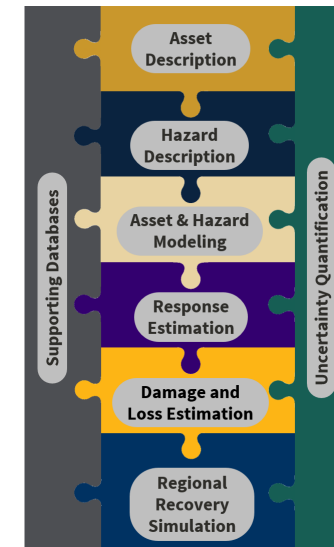 Asset
Description
Hazard
Description
Asset & Hazard
Modeling
Response
Estimation
Damage and
Loss Estimation
Regional
Recovery
Simulation
Supporting Databases
Uncertainty Quantification